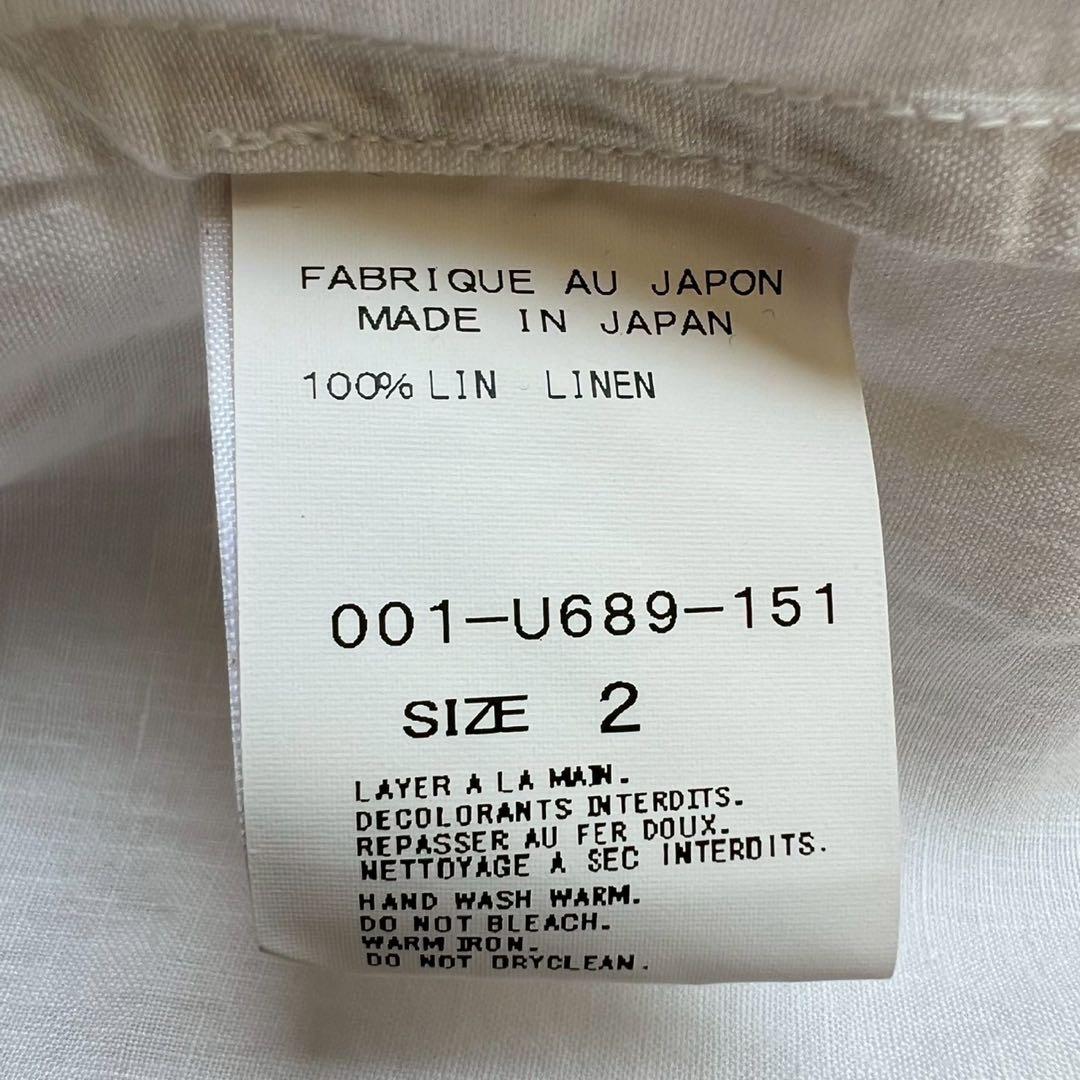 FABRIQUE AU JAPON
MADE IN JAPAN
100% LIN LINEN
001-U689-151
SIZE 2
LAYER A LA MAIN.
DECOLORANTS INTERDITS.
REPASSER AU FER DOUX.
NETTOYAGE A SEC INTERDITS.
HAND WASH WARM.
DO NOT BLEACH.
WARM IRON.
DO NOT DRYCLEAN.